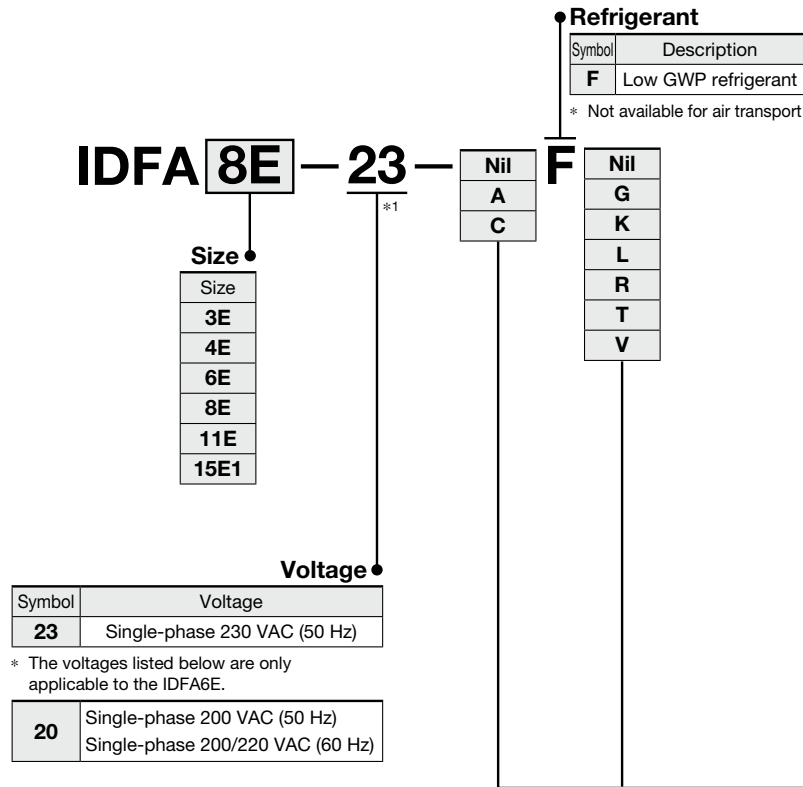 Refrigerant
Symbol Description
F Low GWP refrigerant
* Not available for air transport
IDFA 8E — 23 — Nil F Nil
A G
C K
L
R
T
V
*1
Size
Size
3E
4E
6E
8E
11E
15E1
Voltage
Symbol Voltage
23 Single-phase 230 VAC (50 Hz)
* The voltages listed below are only
applicable to the IDFA6E.
20 Single-phase 200 VAC (50 Hz)
Single-phase 200/220 VAC (60 Hz)